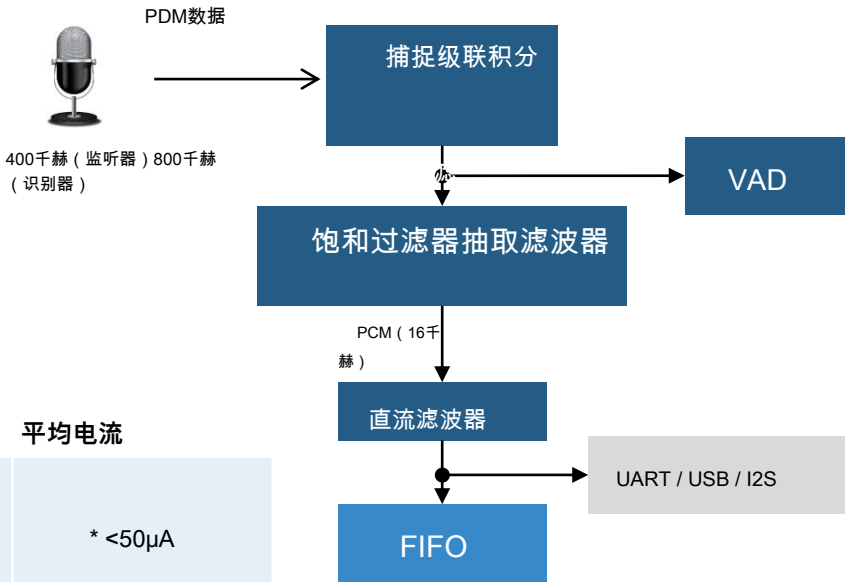 PDM数据
捕捉级联积分
400千赫（监听器）800千赫
（识别器）
VAD
饱和过滤器抽取滤波器
PCM（16千
赫）
直流滤波器
平均电流
UART / USB / I2S
* <50µA
FIFO